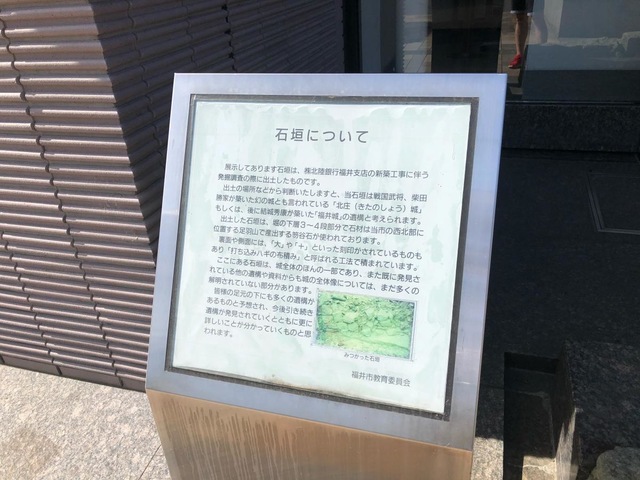 石垣について
展示してあります石垣は、㈱北陸銀行福井支店の新築工事に伴う
発掘調査の際に出土したものです。
出土の場所などから判断いたしますと、当石垣は戦国武将、柴田
勝家が築いた幻の城とも言われている「北庄（きたのしょう）城」
もしくは、後に結城秀康が築いた「福井城」の遺構と考えられます。
出土した石垣は、堀の下層3～4段部分で石材は当市の西北部に
位置する足羽山で産出する笏谷石が使われております。
裏面や側面には、「大」や「＋」といった刻印がされているものも
あり「打ち込みハギの布積み」と呼ばれる工法で積まれています。
ここにある石垣は、城全体のほんの一部であり、また既に発見さ
れている他の遺構や資料からも城の全体像については、まだ多くの
解明されていない部分があります。
皆様の足元の下にも多くの遺構が
あるものと予想され、今後引き続き
遺構が発見されていくとともに更に
詳しいことが分かっていくものと思
われます。
みつかった石垣
福井市教育委員会